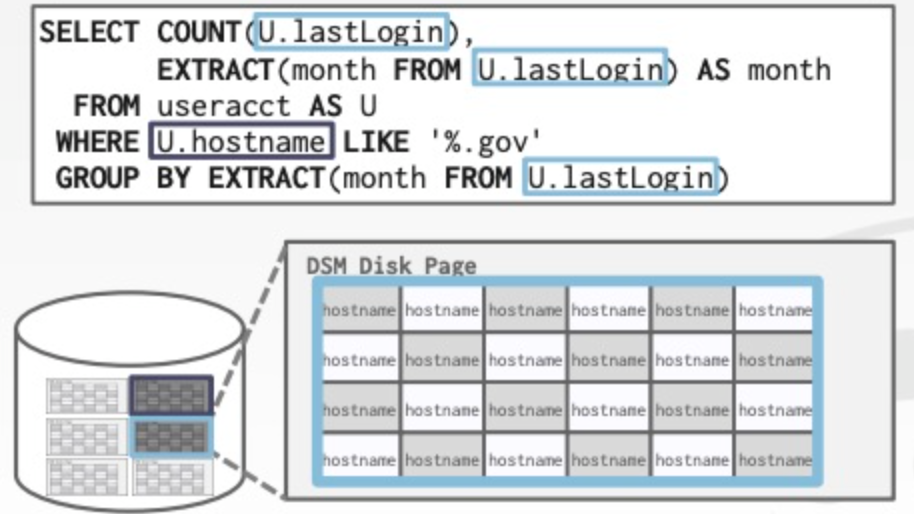 SELECT COUNT(U.lastLogin),
EXTRACT(month FROM U.lastLogin) AS month
FROM useracct AS U
WHERE U.hostname LIKE '%.gov'
GROUP BY EXTRACT(month FROM U.lastLogin)
DSM Disk Page
hostname hostname hostname hostname hostname hostname
hostname hostname hostname hostname hostname hostname
hostname hostname hostname hostname hostname hostname
hostname hostname hostname hostname hostname hostname